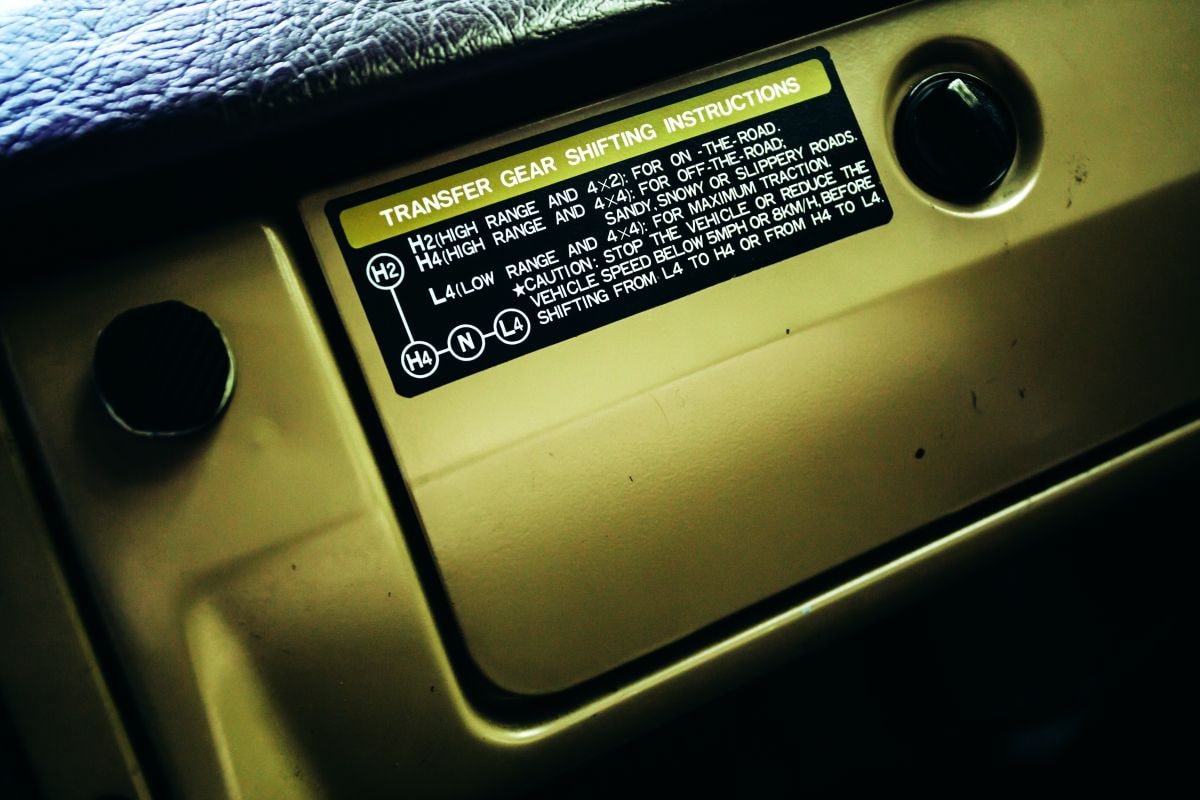 TRANSFER GEAR SHIFTING INSTRUCTIONS
H2(HIGH RANGE AND 4×2): FOR ON -THE-ROAD.
H4(HIGH RANGE AND 4×4): FOR OFF-THE-ROAD;
SANDY, SNOWY OR SLIPPERY ROADS.
L4(LOW RANGE AND 4×4): FOR MAXIMUM TRACTION.
★CAUTION: STOP THE VEHICLE OR REDUCE THE
VEHICLE SPEED BELOW 5MPH OR 8KM/H, BEFORE
SHIFTING FROM L4 TO H4 OR FROM H4 TO L4.
H2
H4 N L4